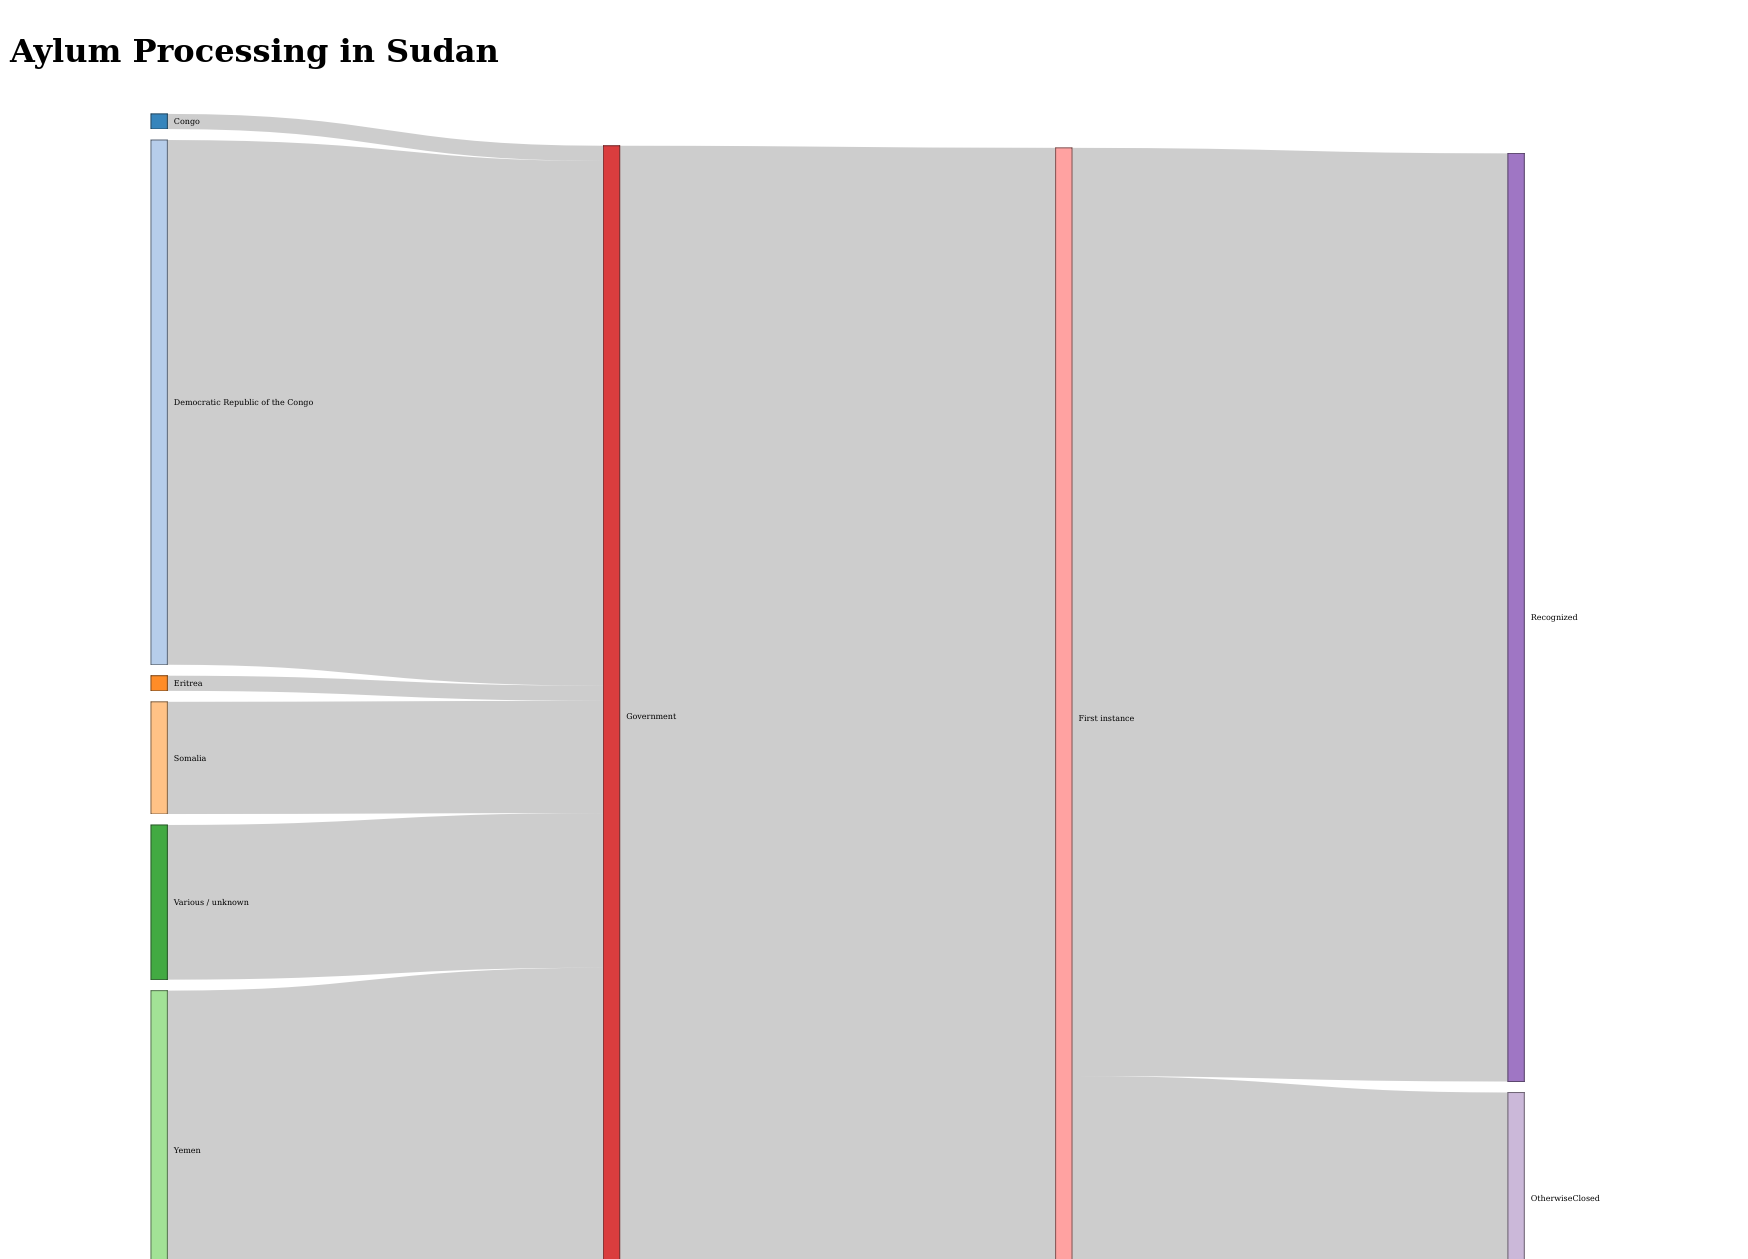 Aylum Processing in Sudan
Congo
Democratic Republic of the Congo
Recognized
Eritrea
Government
First instance
Somalia
Various / unknown
Yemen
OtherwiseClosed